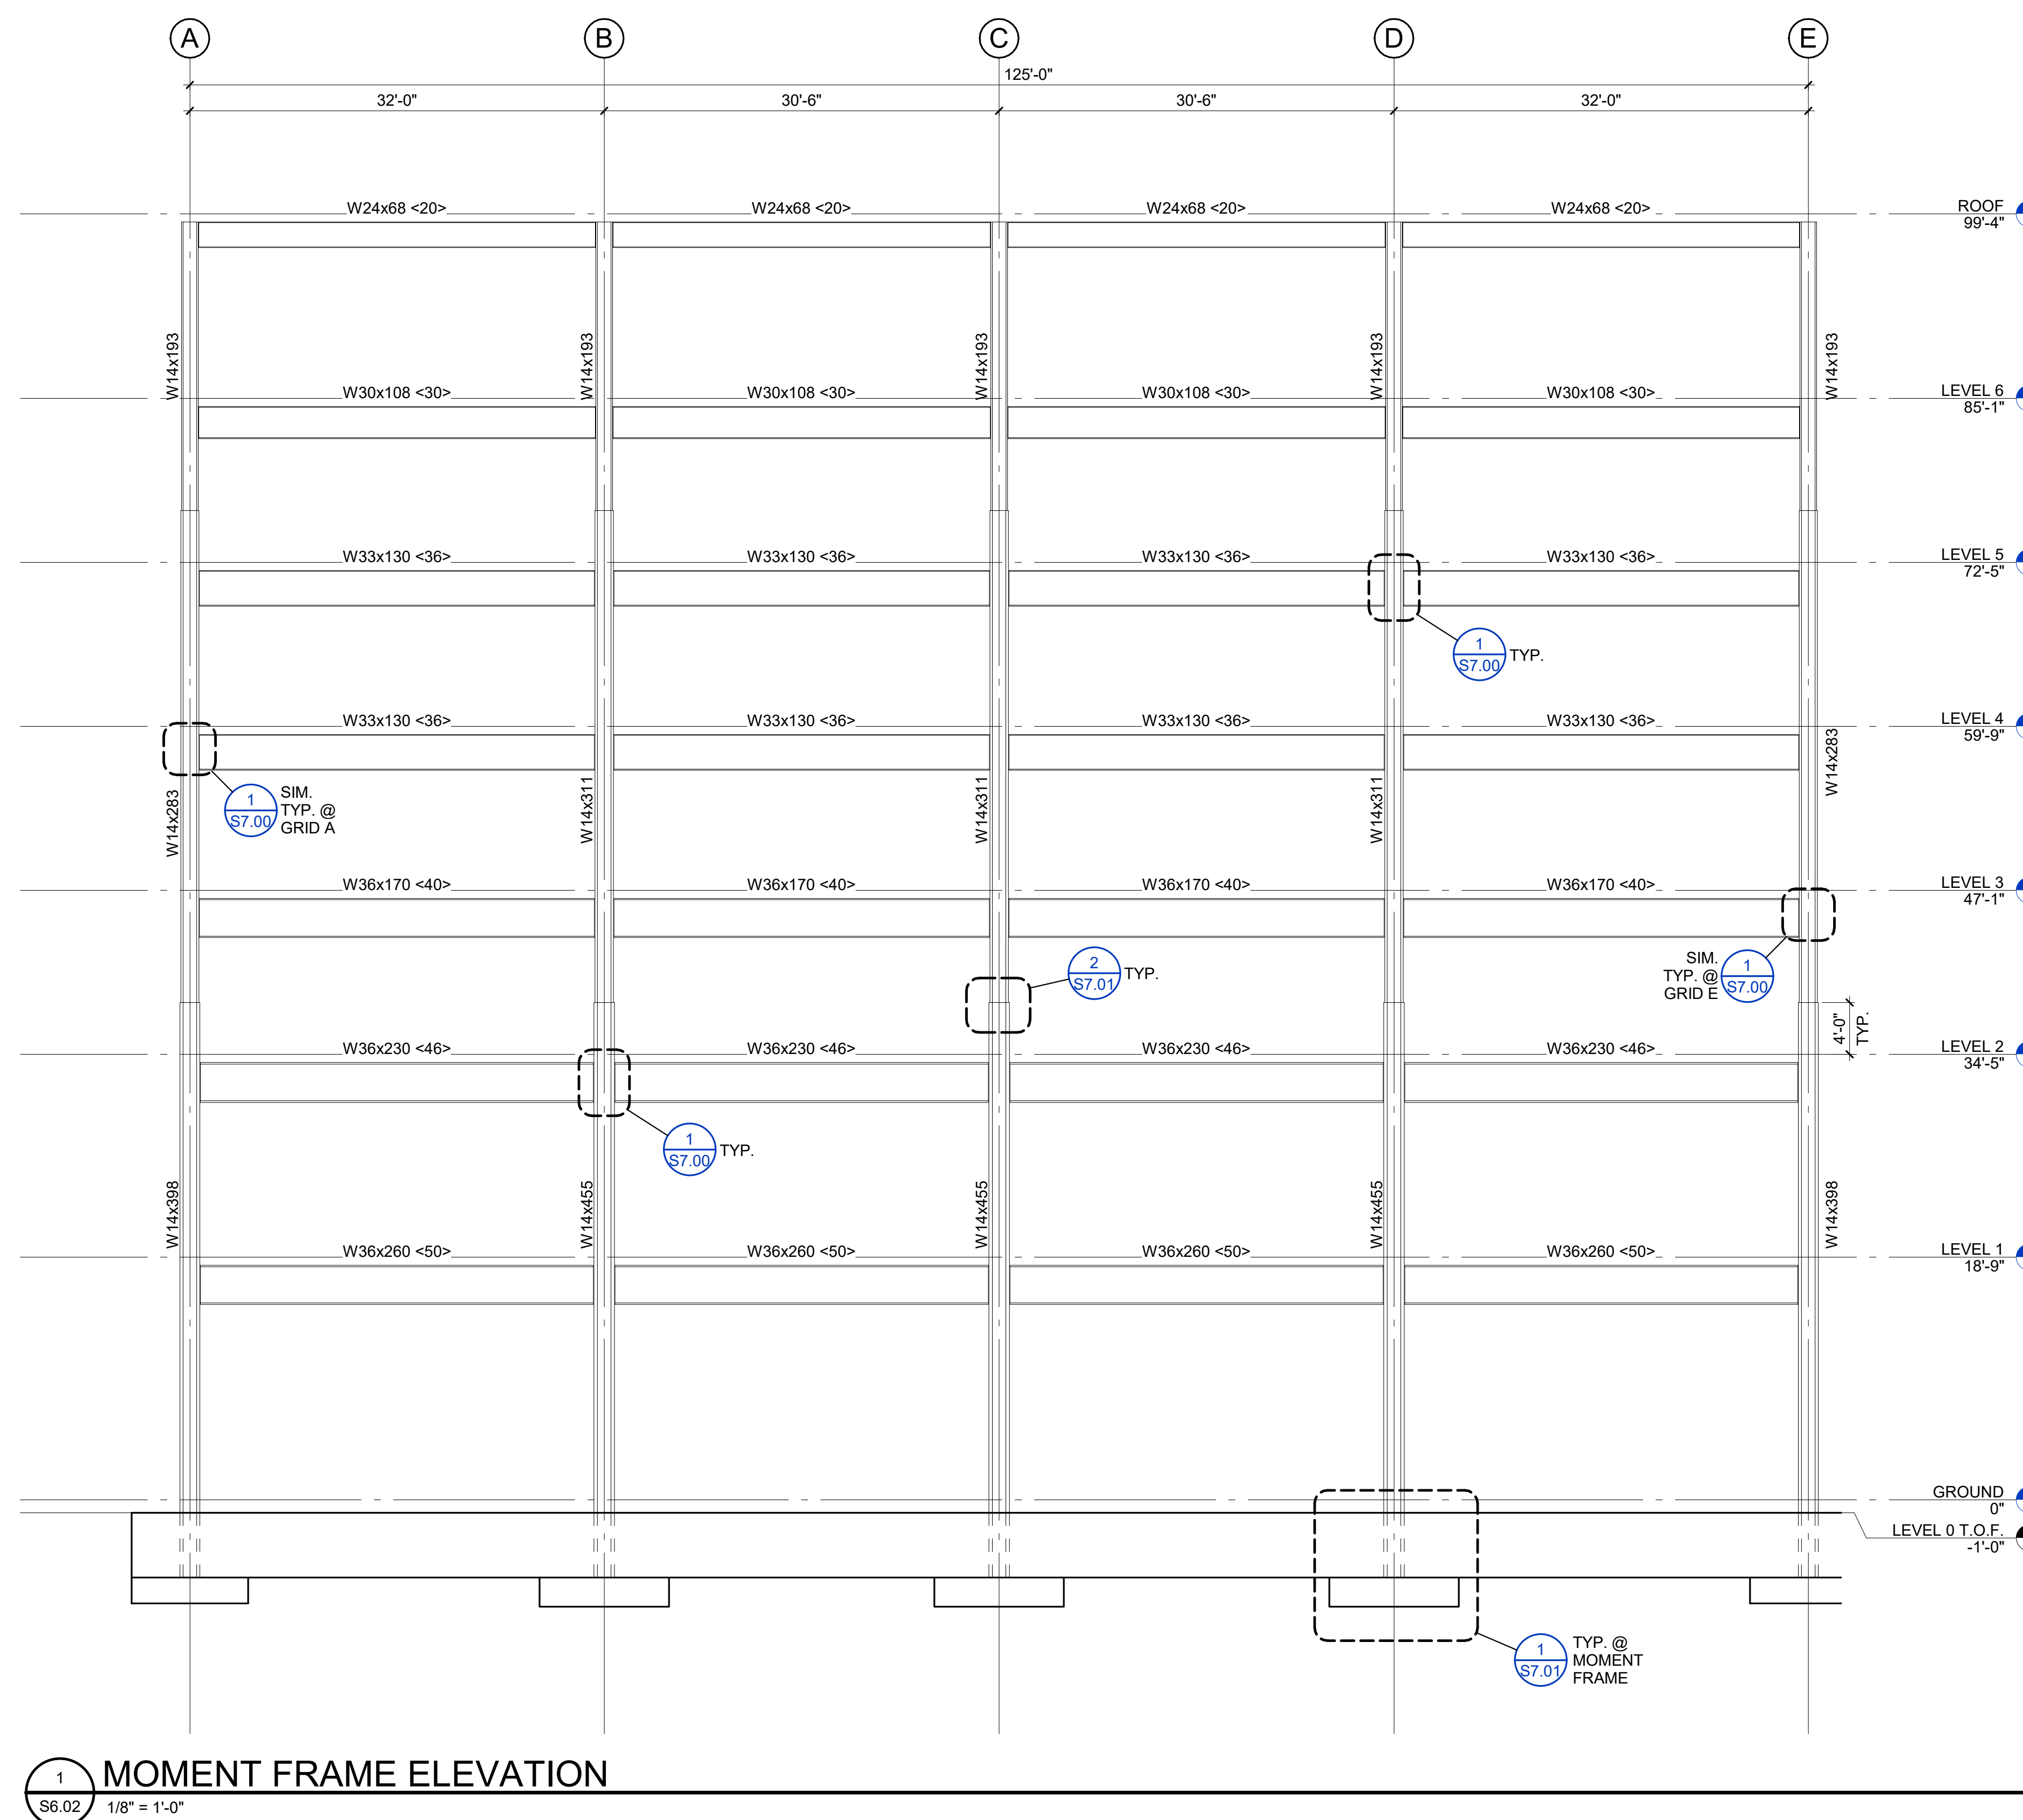 A B C D E
125'-0"
32'-0" 30'-6" 30'-6" 32'-0"
W24x68 <20> W24x68 <20> W24x68 <20> W24x68 <20>
ROOF
99'-4"
W14x193 W14x193 W14x193 W14x193 W14x193
W30x108 <30> W30x108 <30> W30x108 <30> W30x108 <30>
LEVEL 6
85'-1"
W33x130 <36> W33x130 <36> W33x130 <36> W33x130 <36>
LEVEL 5
72'-5"
1
S7.00
TYP.
W33x130 <36> W33x130 <36> W33x130 <36> W33x130 <36>
LEVEL 4
59'-9"
W14x283 W14x311 W14x311 W14x311 W14x283
1
S7.00
SIM.
TYP. @
GRID A
W36x170 <40> W36x170 <40> W36x170 <40> W36x170 <40>
LEVEL 3
47'-1"
2
S7.01
TYP.
SIM.
TYP. @
GRID E
1
S7.00
4'-0"
TYP.
W36x230 <46> W36x230 <46> W36x230 <46> W36x230 <46>
LEVEL 2
34'-5"
1
S7.00
TYP.
W14x398 W14x455 W14x455 W14x455 W14x398
W36x260 <50> W36x260 <50> W36x260 <50> W36x260 <50>
LEVEL 1
18'-9"
GROUND
0"
LEVEL 0 T.O.F.
-1'-0"
1
S7.01
TYP. @
MOMENT
FRAME
1
S6.02
MOMENT FRAME ELEVATION
1/8" = 1'-0"